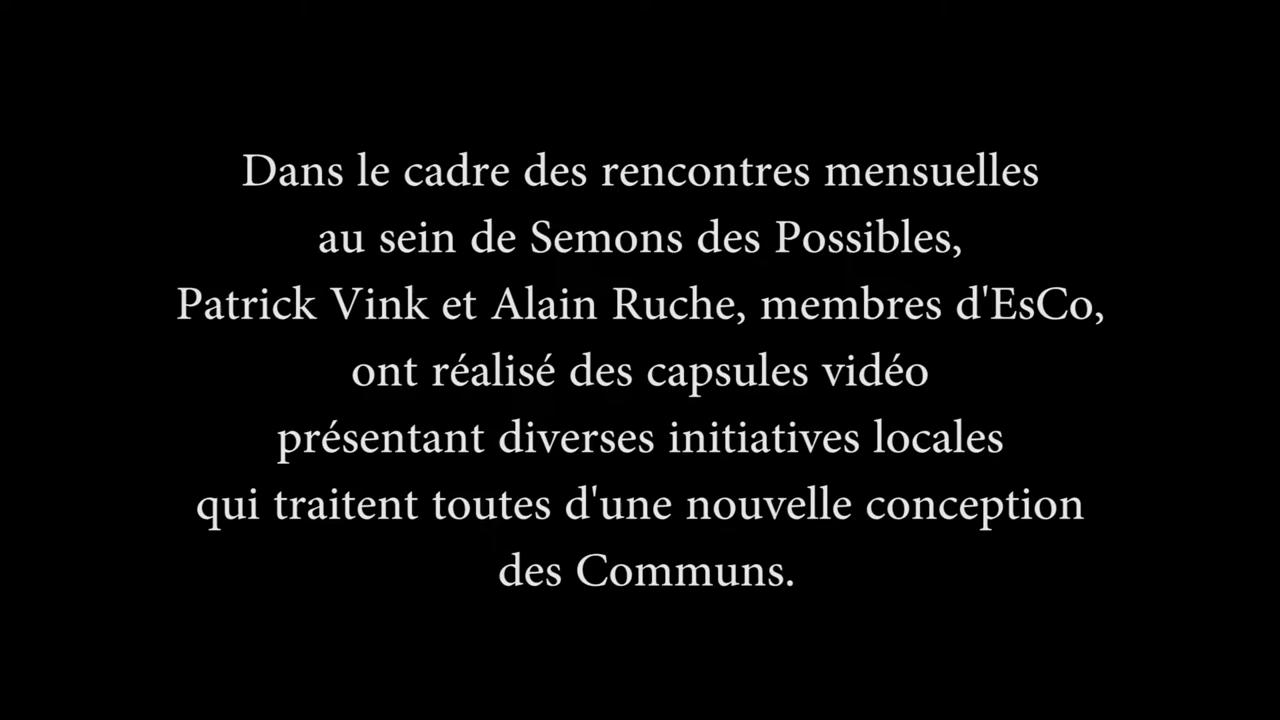 Dans le cadre des rencontres mensuelles
au sein de Semons des Possibles,
Patrick Vink et Alain Ruche, membres d'EsCo,
ont réalisé des capsules vidéo
présentant diverses initiatives locales
qui traitent toutes d'une nouvelle conception
des Communs.